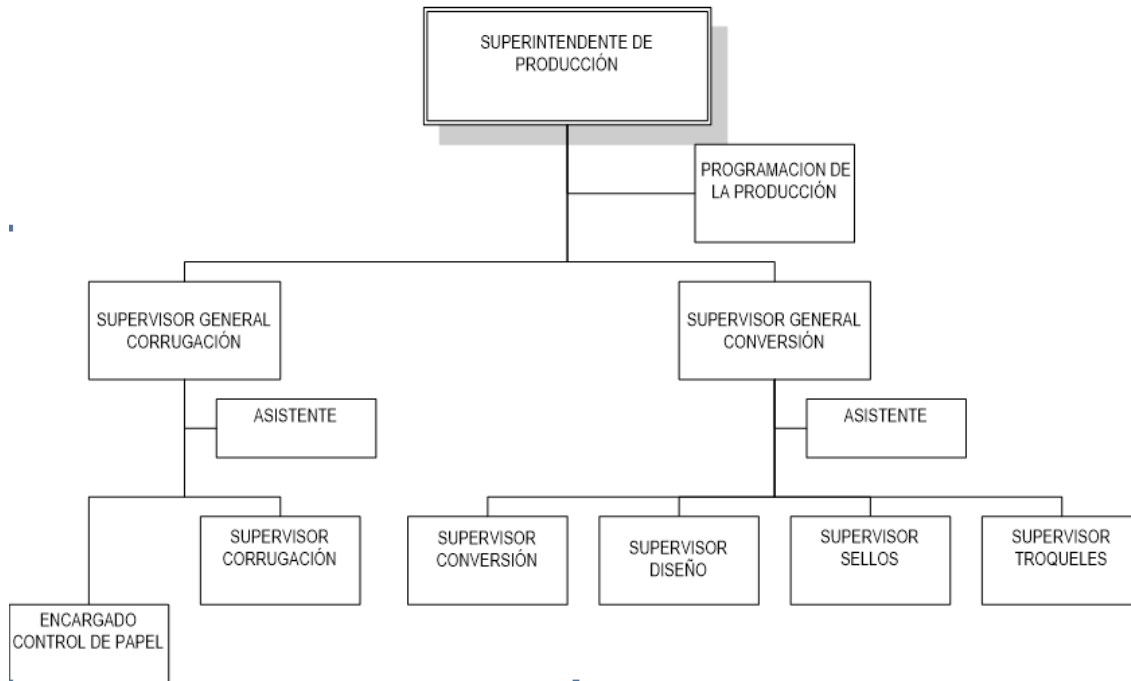 SUPERINTENDENTE DE
PRODUCCIÓN
PROGRAMACION DE
LA PRODUCCIÓN
SUPERVISOR GENERAL
CORRUGACIÓN
SUPERVISOR GENERAL
CONVERSIÓN
ASISTENTE
ASISTENTE
ENCARGADO
CONTROL DE PAPEL
SUPERVISOR
CORRUGACIÓN
SUPERVISOR
CONVERSIÓN
SUPERVISOR
DISEÑO
SUPERVISOR
SELLOS
SUPERVISOR
TROQUELES